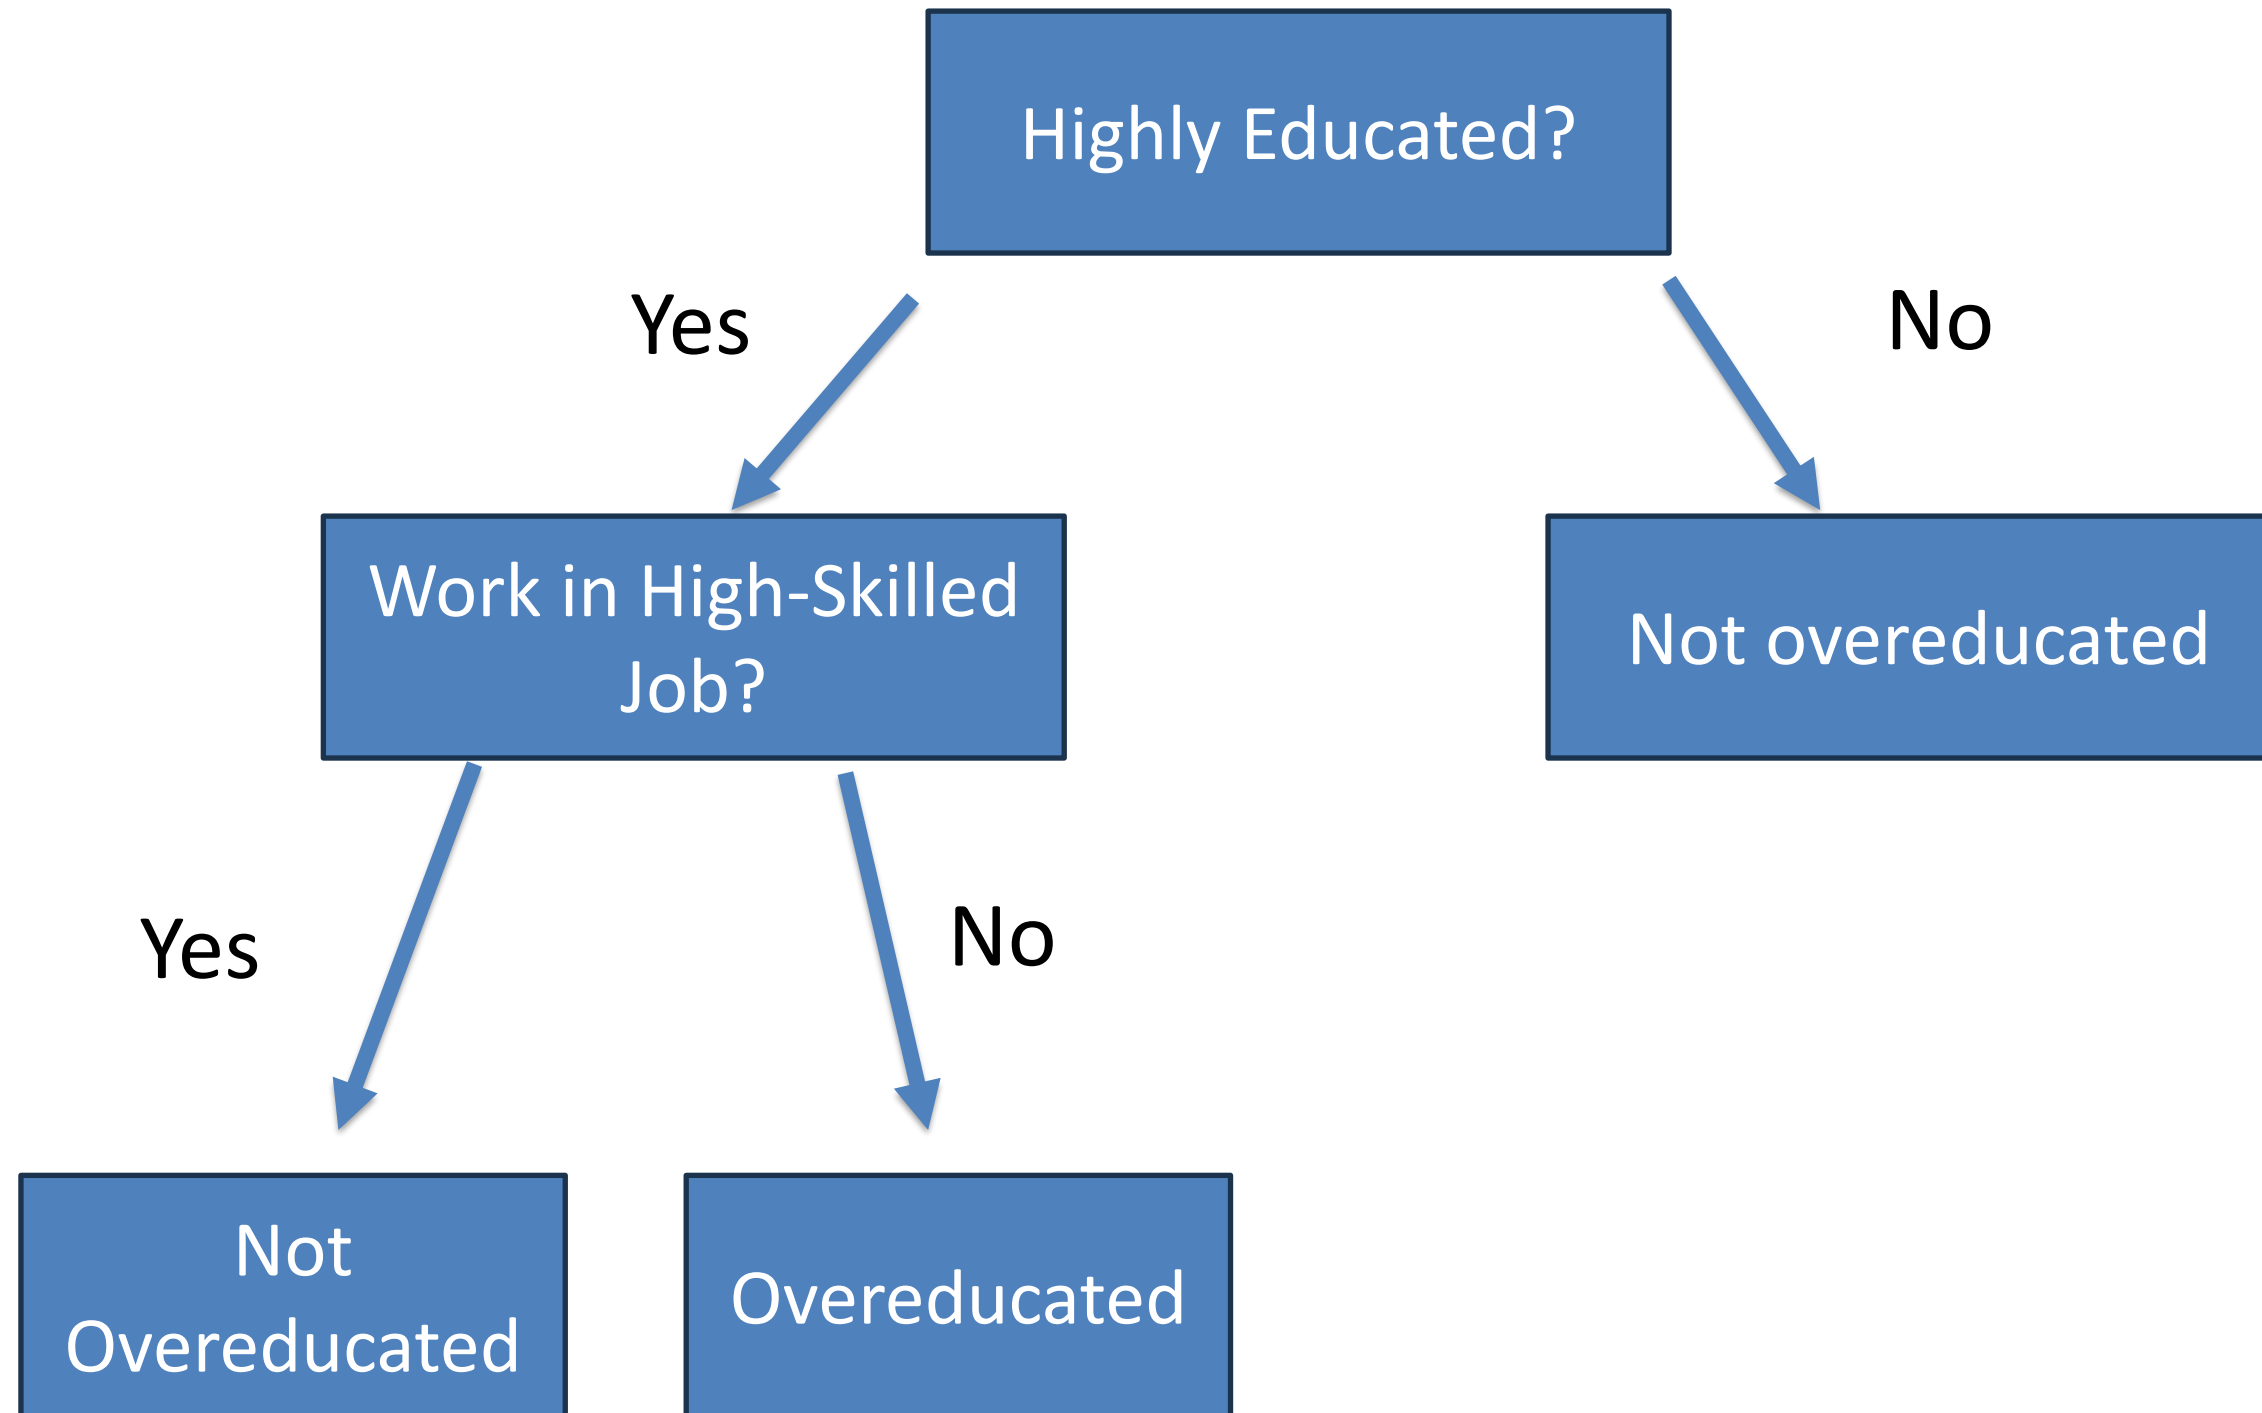 Highly Educated?
Yes
No
Work in High-Skilled
Job?
Not overeducated
Yes
No
Not
Overeducated
Overeducated